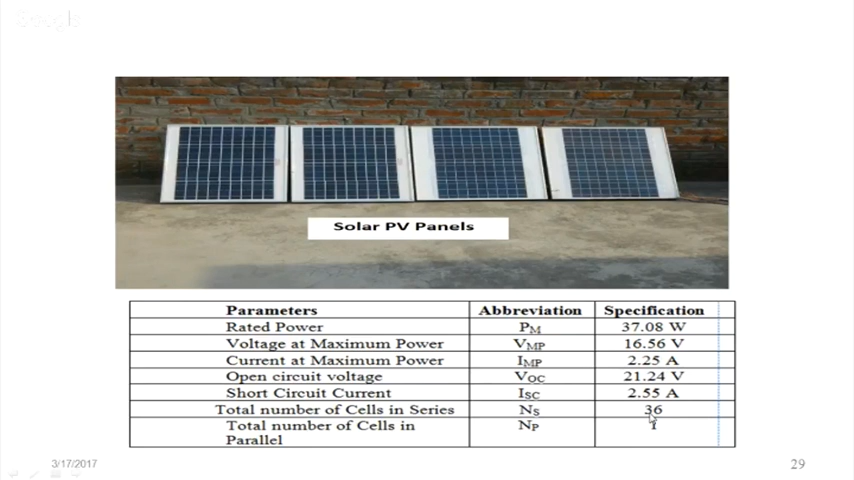 Solar PV Panels
Parameters Abbreviation Specification
Rated Power PM 37.08 W
Voltage at Maximum Power VMP 16.56 V
Current at Maximum Power IMP 2.25 A
Open circuit voltage VOC 21.24 V
Short Circuit Current ISC 2.55 A
Total number of Cells in Series NS 36
Total number of Cells in NP 1
Parallel
3/17/2017
29